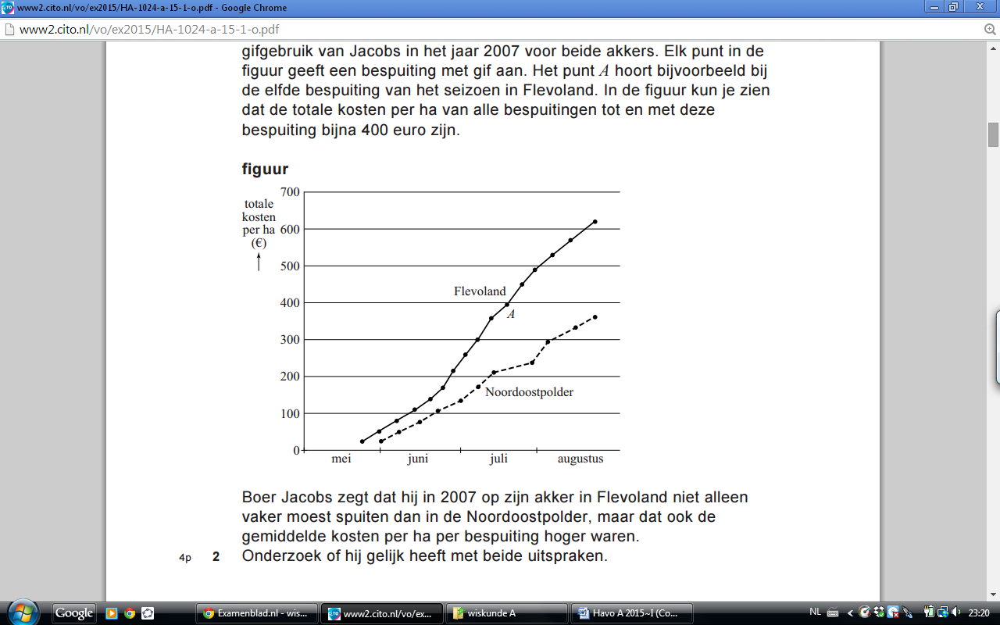 www2.cito.nl/vo/ex2015/HA-1024-a-15-1-o.pdf - Google Chrome
www2.cito.nl/vo/ex2015/HA-1024-a-15-1-o.pdf
gifgebruik van Jacobs in het jaar 2007 voor beide akkers. Elk punt in de
figuur geeft een bespuiting met gif aan. Het punt A hoort bijvoorbeeld bij
de elfde bespuiting van het seizoen in Flevoland. In de figuur kun je zien
dat de totale kosten per ha van alle bespuitingen tot en met deze
bespuiting bijna 400 euro zijn.
figuur
totale
kosten
per ha
(€)
700
600
500
400
300
200
100
0
Flevoland
A
Noordoostpolder
mei juni juli augustus
Boer Jacobs zegt dat hij in 2007 op zijn akker in Flevoland niet alleen
vaker moest spuiten dan in de Noordoostpolder, maar dat ook de
gemiddelde kosten per ha per bespuiting hoger waren.
4p 2 Onderzoek of hij gelijk heeft met beide uitspraken.
Google Examenblad.nl - wis... www2.cito.nl/vo/ex... wiskunde A Havo A 2015~I (Co... NL 23:20